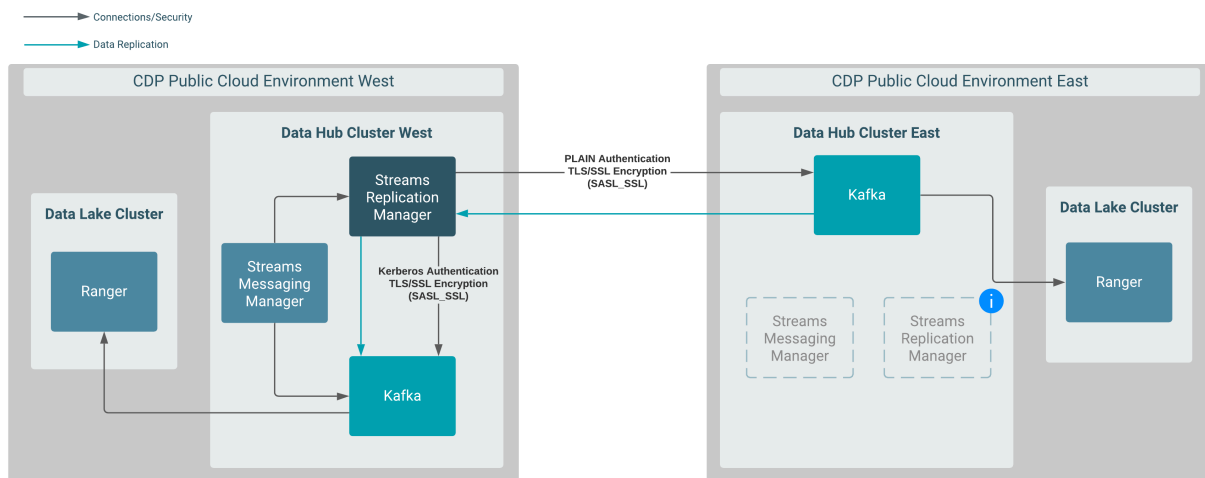 Connections/Security
Data Replication
CDP Public Cloud Environment West
Data Hub Cluster West
Streams
Replication
Manager
Data Lake Cluster
Ranger
Streams
Messaging
Manager
Kerberos Authentication
TLS/SSL Encryption
(SASL_SSL)
Kafka
PLAIN Authentication
TLS/SSL Encryption
(SASL_SSL)
CDP Public Cloud Environment East
Data Hub Cluster East
Kafka
Data Lake Cluster
Ranger
i
Streams
Messaging
Manager
Streams
Replication
Manager